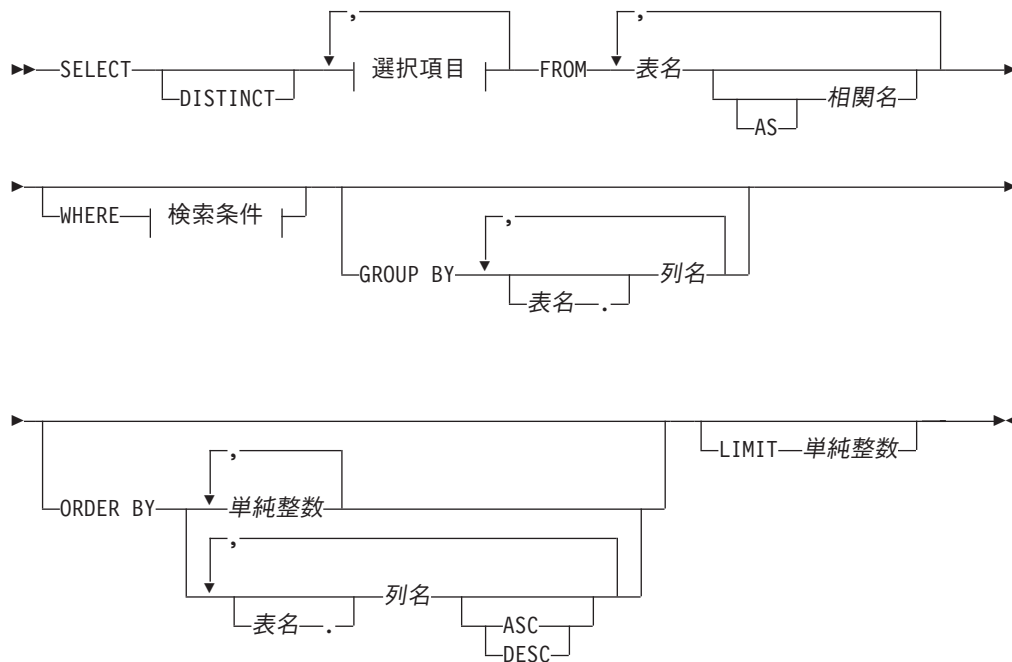 ,
,
SELECT DISTINCT 選択項目 FROM 表名 AS 相関名
WHERE 検索条件 GROUP BY , 表名 . 列名
ORDER BY , 単純整数 LIMIT 単純整数
,
表名 . 列名 ASC
DESC